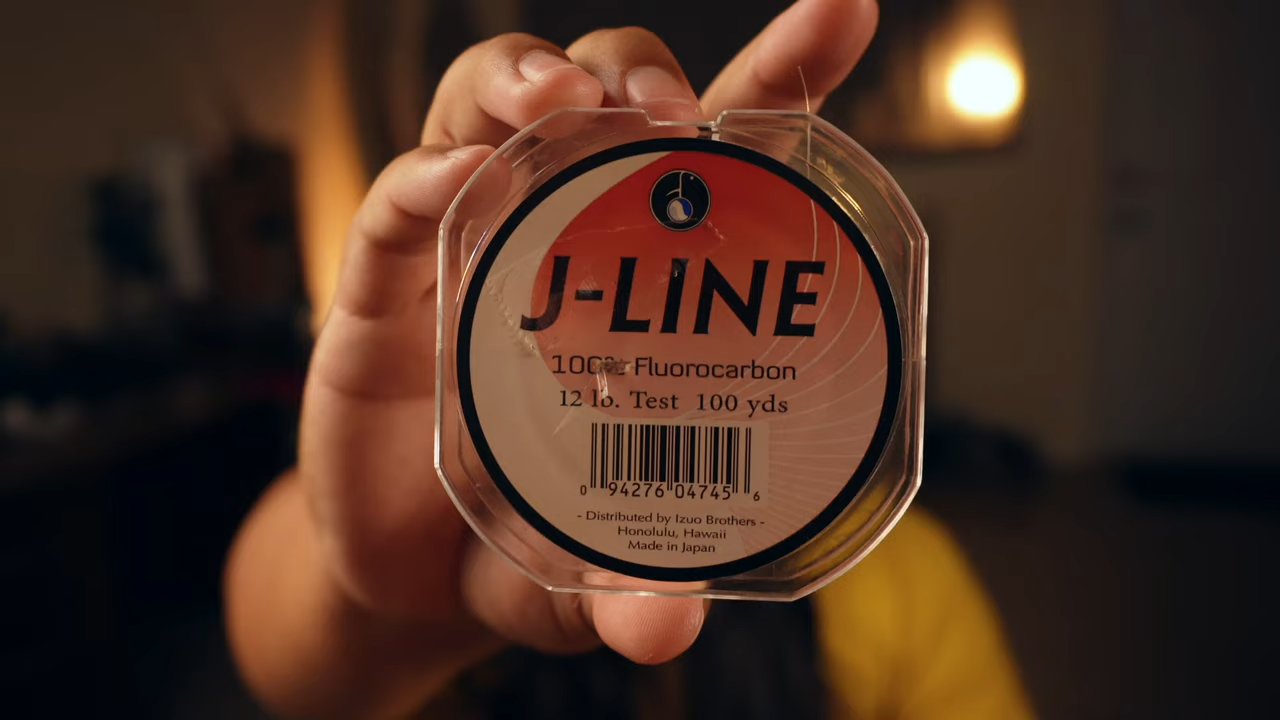 J-LINE
100% Fluorocarbon
12 lb. Test 100 yds
0 94276 04745 6
- Distributed by Izuo Brothers -
Honolulu, Hawaii
Made in Japan